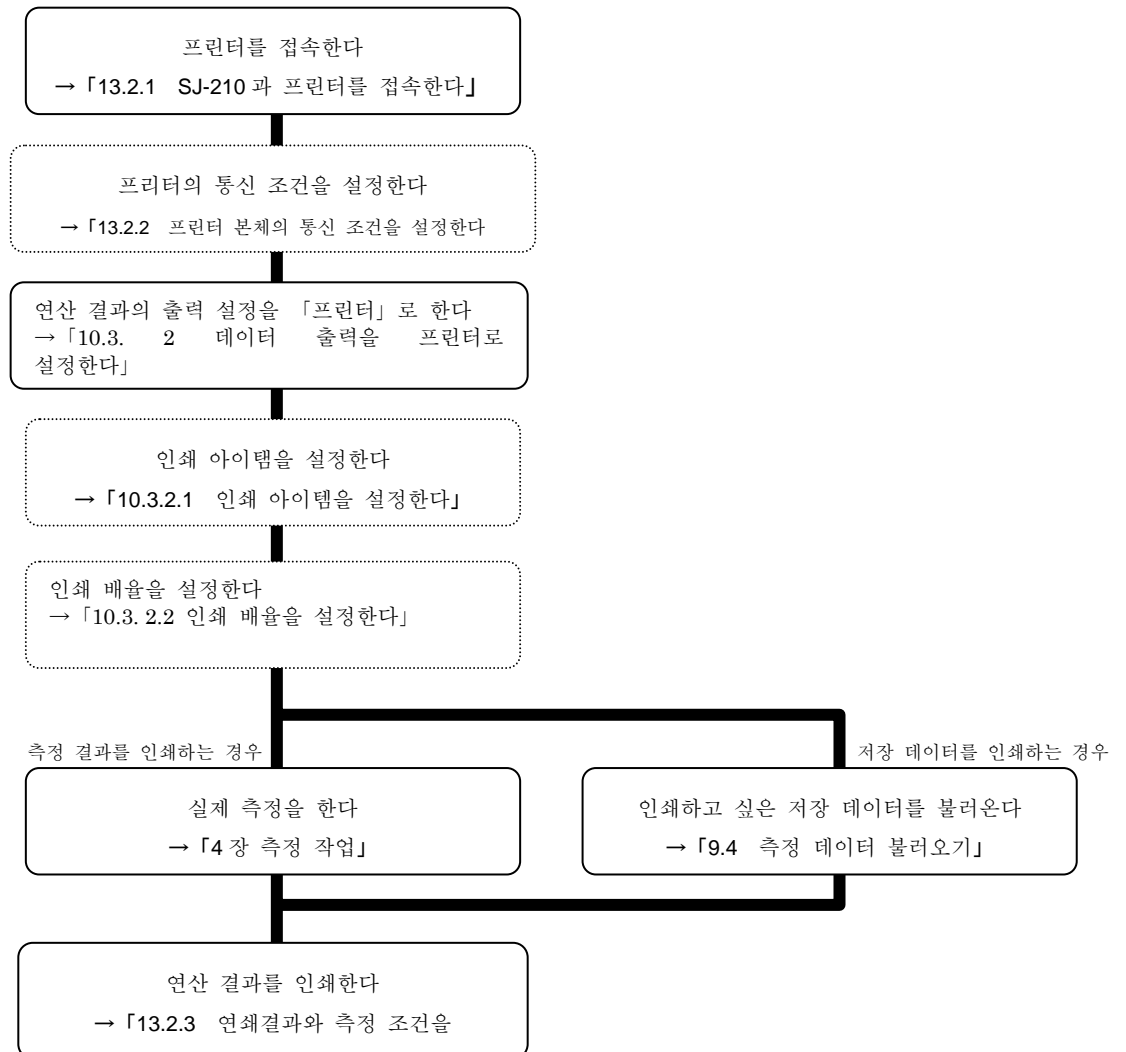 프린터를 접속한다
→「13.2.1 SJ-210과 프린터를 접속한다」
프리터의 통신 조건을 설정한다
→「13.2.2 프린터 본체의 통신 조건을 설정한다
연산 결과의 출력 설정을 「프린터」로 한다
→「10.3. 2 데이터 출력을 프린터로
설정한다」
인쇄 아이탬을 설정한다
→「10.3.2.1 인쇄 아이템을 설정한다」
인쇄 배율을 설정한다
→「10.3. 2.2 인쇄 배율을 설정한다」
측정 결과를 인쇄하는 경우
저장 데이터를 인쇄하는 경우
실제 측정을 한다
→「4장 측정 작업」
인쇄하고 싶은 저장 데이터를 불러온다
→「9.4 측정 데이터 불러오기」
연산 결과를 인쇄한다
→「13.2.3 연쇄결과와 측정 조건을